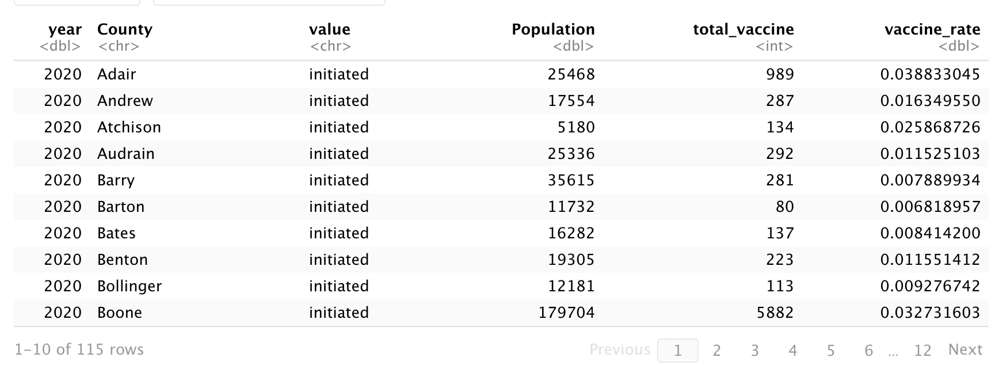 year County value Population total_vaccine vaccine_rate
<dbl> <chr> <chr> <dbl> <int> <dbl>
2020 Adair initiated 25468 989 0.038833045
2020 Andrew initiated 17554 287 0.016349550
2020 Atchison initiated 5180 134 0.025868726
2020 Audrain initiated 25336 292 0.011525103
2020 Barry initiated 35615 281 0.007889934
2020 Barton initiated 11732 80 0.006818957
2020 Bates initiated 16282 137 0.008414200
2020 Benton initiated 19305 223 0.011551412
2020 Bollinger initiated 12181 113 0.009276742
2020 Boone initiated 179704 5882 0.032731603
1-10 of 115 rows Previous 1 2 3 4 5 6 ... 12 Next